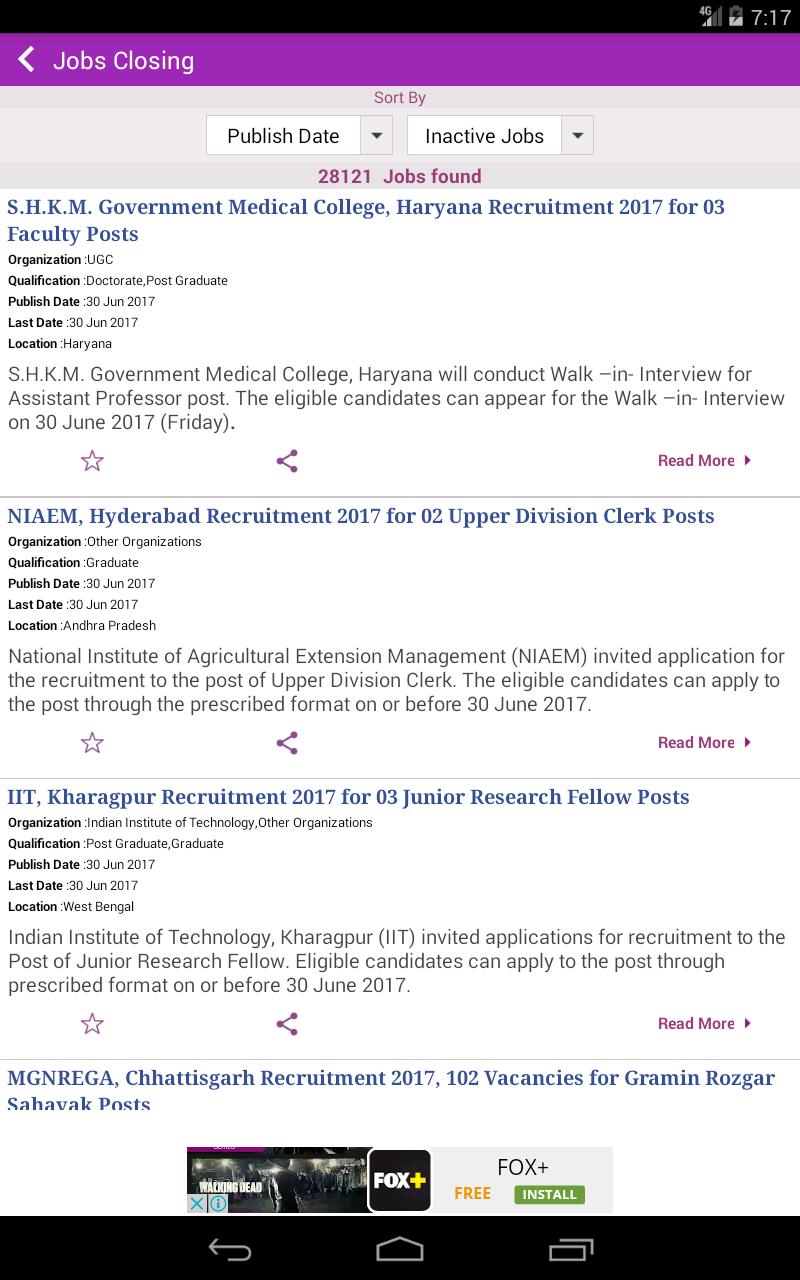 4G 7:17
Jobs Closing
Sort By
Publish Date Inactive Jobs
28121 Jobs found
S.H.K.M. Government Medical College, Haryana Recruitment 2017 for 03
Faculty Posts
Organization :UGC
Qualification :Doctorate,Post Graduate
Publish Date :30 Jun 2017
Last Date :30 Jun 2017
Location :Haryana
S.H.K.M. Government Medical College, Haryana will conduct Walk –in- Interview for
Assistant Professor post. The eligible candidates can appear for the Walk –in- Interview
on 30 June 2017 (Friday).
Read More
NIAEM, Hyderabad Recruitment 2017 for 02 Upper Division Clerk Posts
Organization :Other Organizations
Qualification :Graduate
Publish Date :30 Jun 2017
Last Date :30 Jun 2017
Location :Andhra Pradesh
National Institute of Agricultural Extension Management (NIAEM) invited application for
the recruitment to the post of Upper Division Clerk. The eligible candidates can apply to
the post through the prescribed format on or before 30 June 2017.
Read More
IIT, Kharagpur Recruitment 2017 for 03 Junior Research Fellow Posts
Organization :Indian Institute of Technology,Other Organizations
Qualification :Post Graduate,Graduate
Publish Date :30 Jun 2017
Last Date :30 Jun 2017
Location :West Bengal
Indian Institute of Technology, Kharagpur (IIT) invited applications for recruitment to the
Post of Junior Research Fellow. Eligible candidates can apply to the post through
prescribed format on or before 30 June 2017.
Read More
MGNREGA, Chhattisgarh Recruitment 2017, 102 Vacancies for Gramin Rozgar
Sahayak Posts
WALKING DEAD
FOX+
FOX+
FREE INSTALL